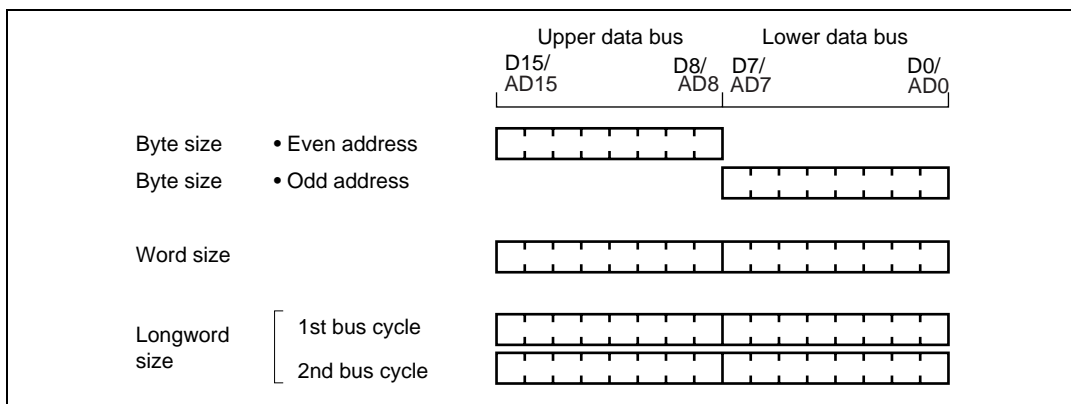 Upper data bus Lower data bus
D15/ D8/ D7/ D0/
AD15 AD8 AD7 AD0
Byte size • Even address
Byte size • Odd address
Word size
Longword
size
1st bus cycle
2nd bus cycle